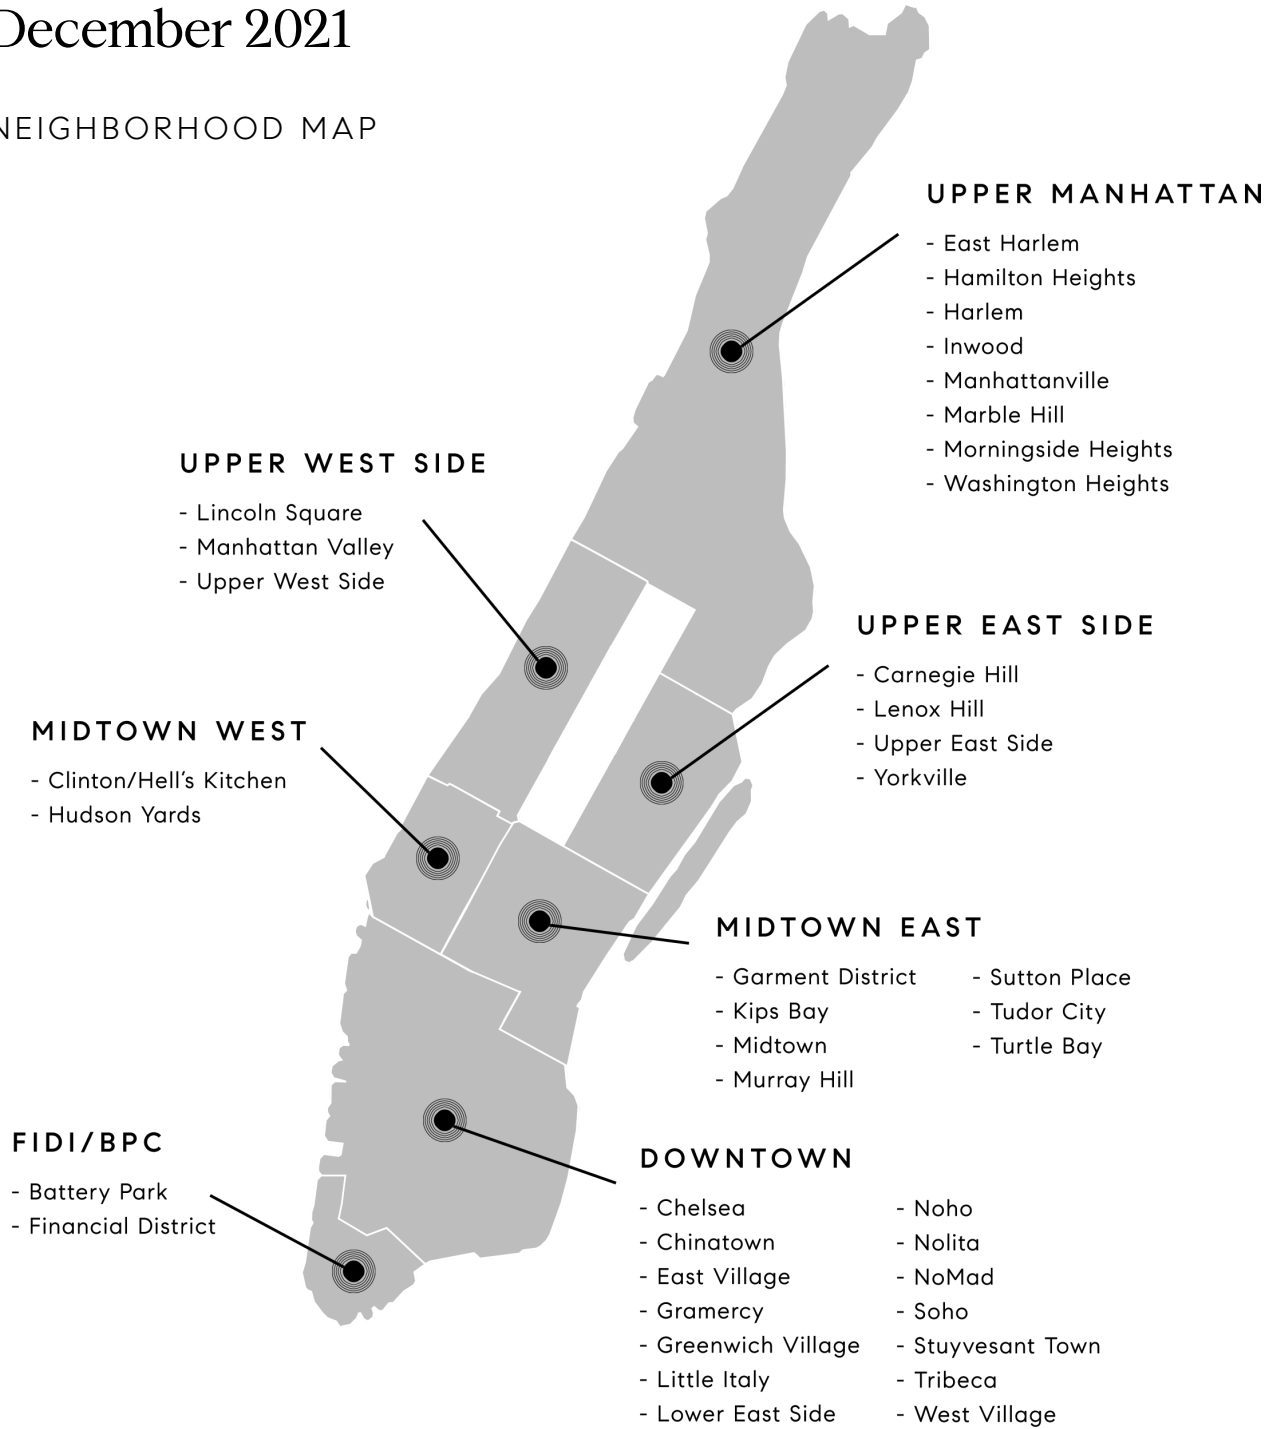 December 2021
NEIGHBORHOOD MAP
UPPER MANHATTAN
- East Harlem
- Hamilton Heights
- Harlem
- Inwood
- Manhattanville
- Marble Hill
- Morningside Heights
- Washington Heights
UPPER WEST SIDE
- Lincoln Square
- Manhattan Valley
- Upper West Side
UPPER EAST SIDE
- Carnegie Hill
- Lenox Hill
- Upper East Side
- Yorkville
MIDTOWN WEST
- Clinton/Hell’s Kitchen
- Hudson Yards
MIDTOWN EAST
- Garment District
- Kips Bay
- Midtown
- Murray Hill
- Sutton Place
- Tudor City
- Turtle Bay
FIDI/BPC
- Battery Park
- Financial District
DOWNTOWN
- Chelsea
- Chinatown
- East Village
- Gramercy
- Greenwich Village
- Little Italy
- Lower East Side
- Noho
- Nolita
- NoMad
- Soho
- Stuyvesant Town
- Tribeca
- West Village